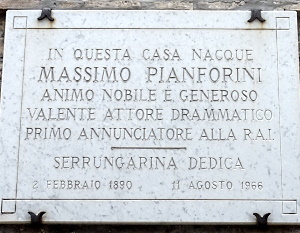 IN QUESTA CASA NACQUE
MASSIMO PIANFORINI
ANIMO NOBILE E GENEROSO
VALENTE ATTORE DRAMMATICO
PRIMO ANNUNCIATORE ALLA R.A.I.
SERRUNGARINA DEDICA
2 FEBBRAIO 1890 11 AGOSTO 1966